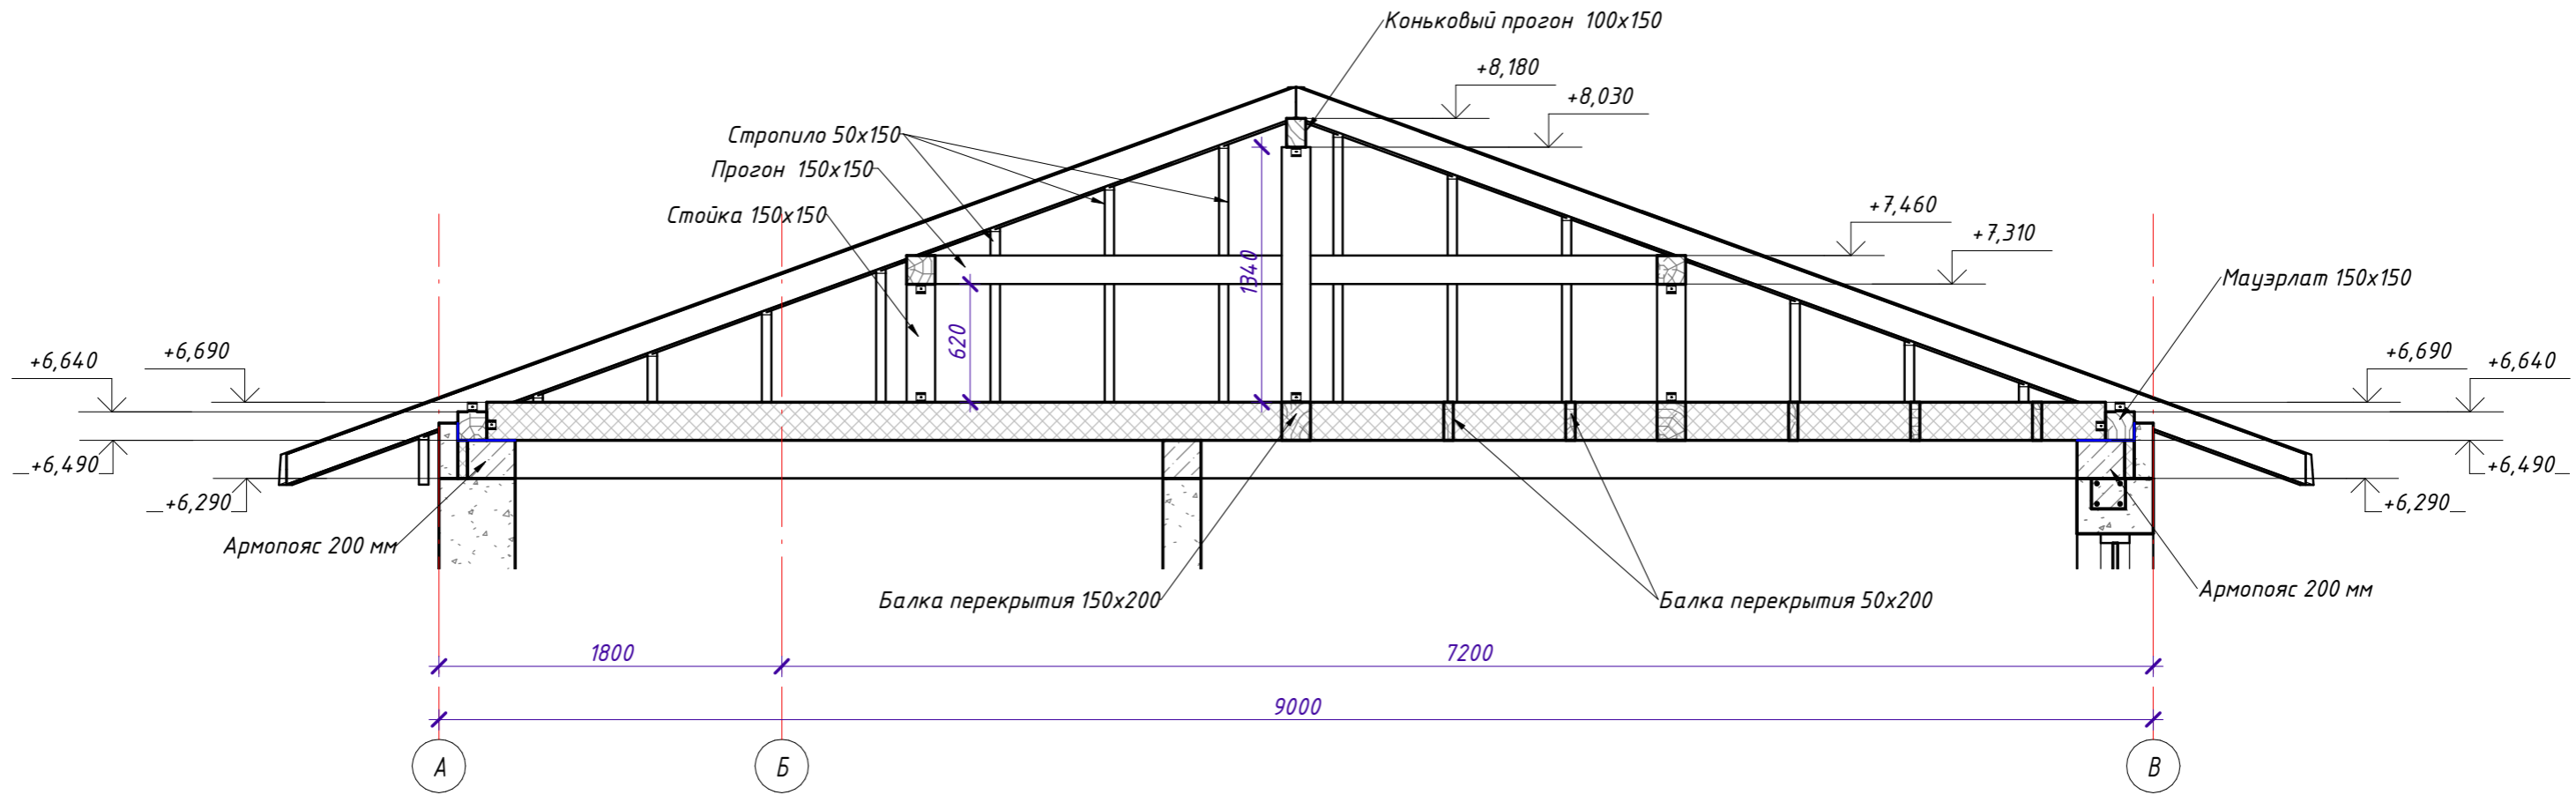 Коньковый прогон 100х150
+8,180
+8,030
Стропило 50х150
Прогон 150х150
Стойка 150х150
+7,460
+7,310
1340
620
Мауэрлат 150х150
+6,640
+6,690
+6,690
+6,640
+6,490
+6,290
+6,490
+6,290
Армопояс 200 мм
Балка перекрытия 150х200
Балка перекрытия 50х200
Армопояс 200 мм
1800
7200
9000
А
Б
В